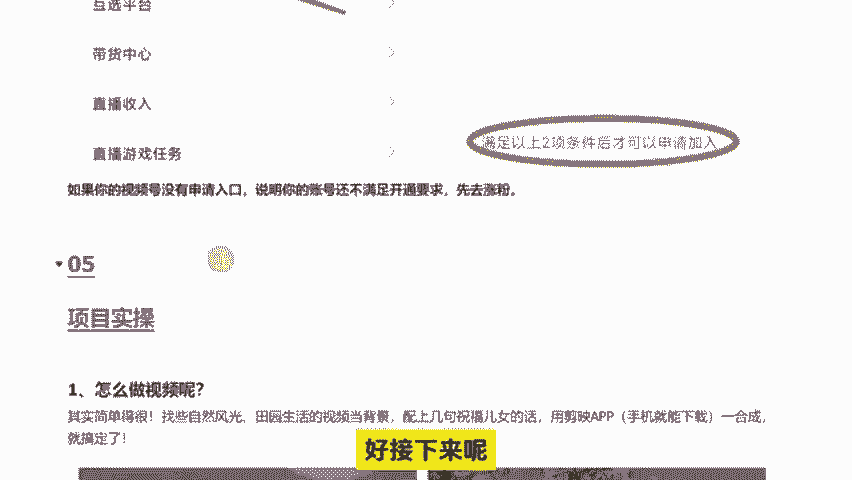 互选平台
带货中心
直播收入
直播游戏任务
满足以上2项条件后才可以申请加入
如果你的视频号没有申请入口，说明你的账号还不满足开通要求，先去涨粉。
05
项目实操
1、怎么做视频呢？
其实简单得很！找些自然风光、田园生活的视频当背景，配上几句祝福儿女的话，用剪映APP（手机就能下载）一合成，
就搞定了！
好接下来呢